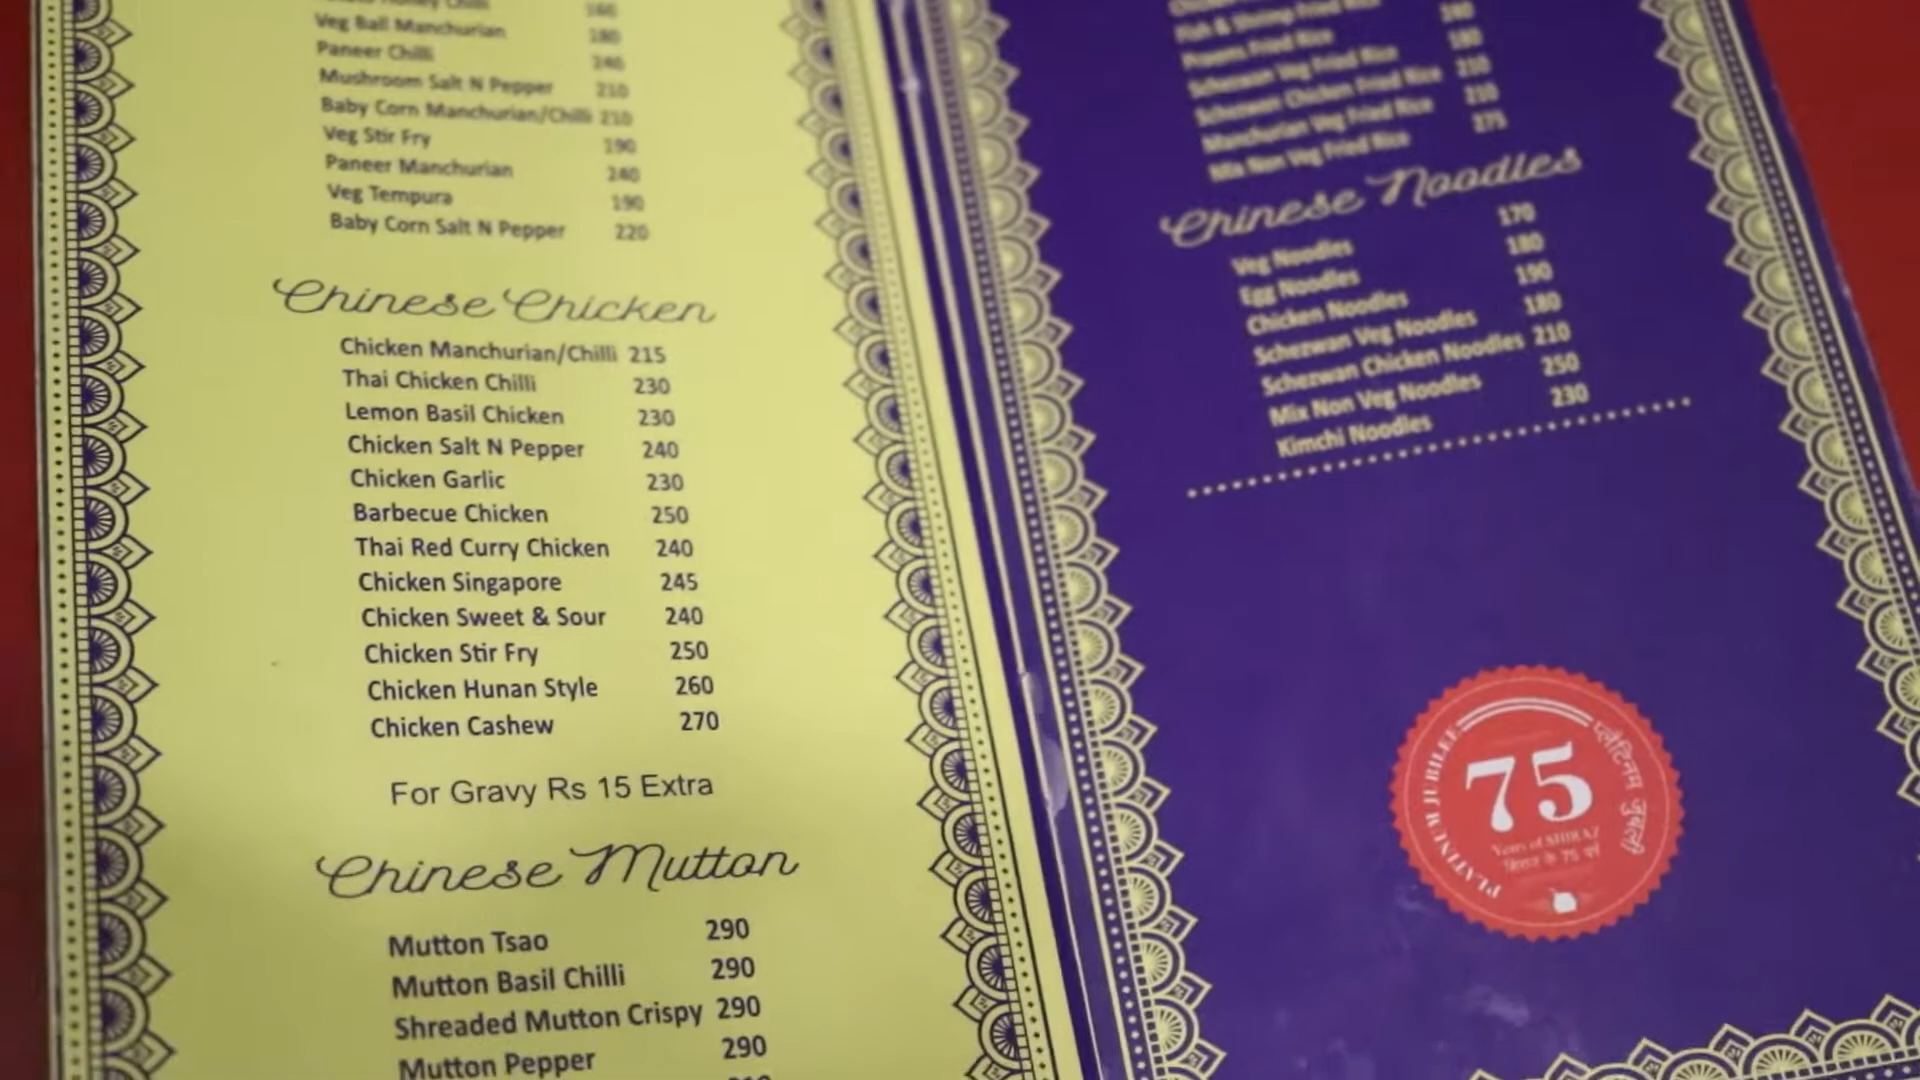 Veg Ball Manchurian 180
Paneer Chilli 240
Mushroom Salt N Pepper 210
Baby Corn Manchurian/Chilli 210
Veg Stir Fry 190
Paneer Manchurian 240
Veg Tempura 190
Baby Corn Salt N Pepper 220
Chinese Chicken
Chicken Manchurian/Chilli 215
Thai Chicken Chilli 230
Lemon Basil Chicken 230
Chicken Salt N Pepper 240
Chicken Garlic 230
Barbecue Chicken 250
Thai Red Curry Chicken 240
Chicken Singapore 245
Chicken Sweet & Sour 240
Chicken Stir Fry 250
Chicken Hunan Style 260
Chicken Cashew 270
For Gravy Rs 15 Extra
Chinese Mutton
Mutton Tsao 290
Mutton Basil Chilli 290
Shreaded Mutton Crispy 290
Mutton Pepper 290
Fish & Shrimp Fried Rice
Prawns Fried Rice
Schezwan Veg Fried Rice 180
Schezwan Chicken Fried Rice 210
Manchurian Veg Fried Rice 210
Mix Non Veg Fried Rice 275
Chinese Noodles
Veg Noodles 170
Egg Noodles 180
Chicken Noodles 190
Schezwan Veg Noodles 180
Schezwan Chicken Noodles 210
Mix Non Veg Noodles 250
Kimchi Noodles 230
PLATINUM JUBILEE
प्लैटिनम जुबली
75
Years of SHIRAZ
शिराज़ के 75 वर्ष